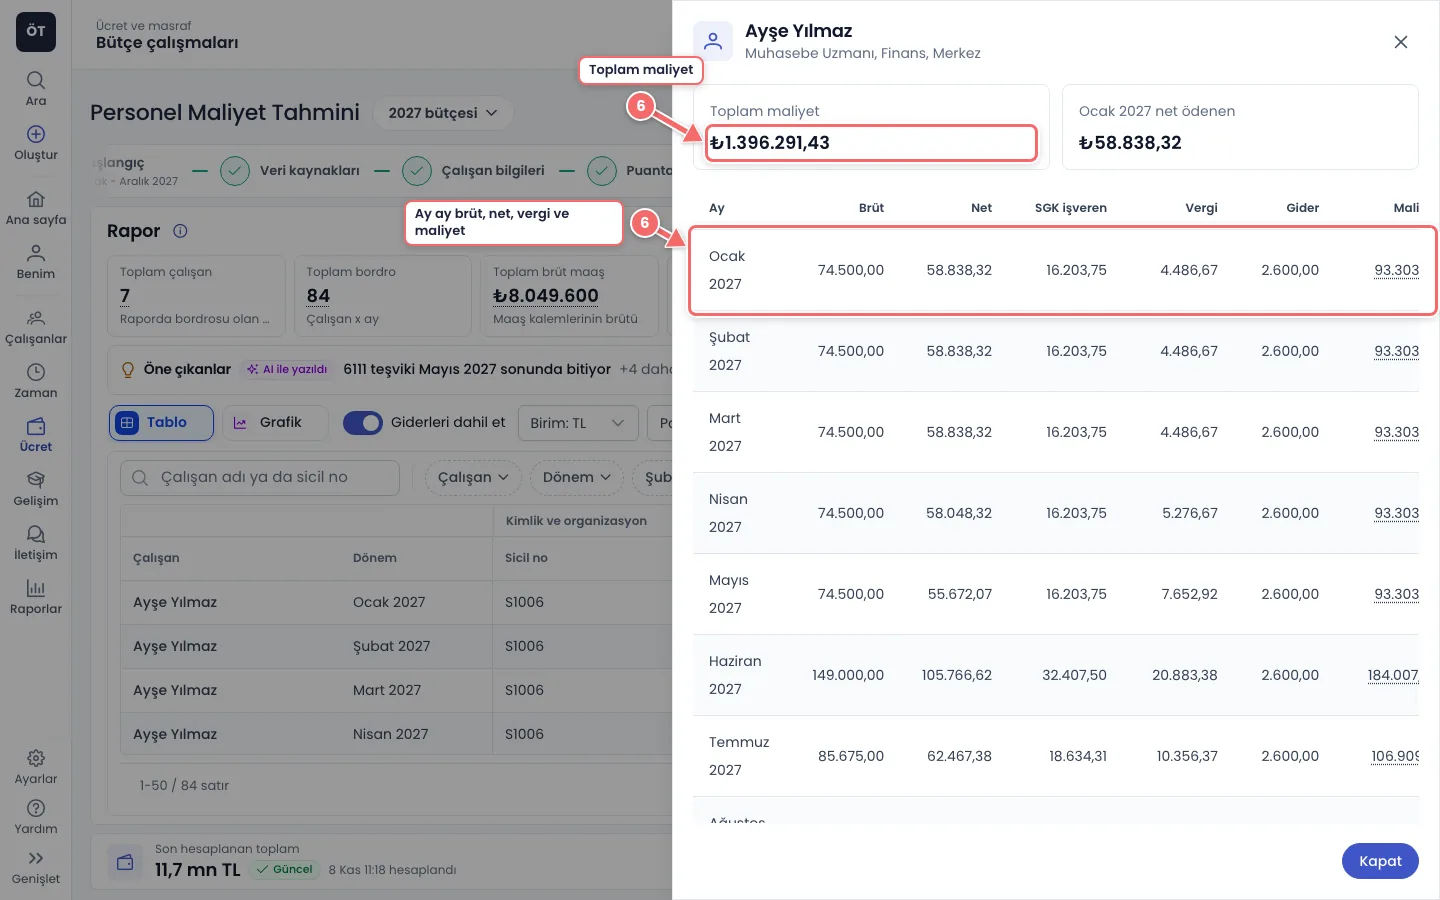 ÖT
Ara
Oluştur
Ana sayfa
Benim
Çalışanlar
Zaman
Ücret
Gelişim
İletişim
Raporlar
Ayarlar
Yardım
Genişlet
Ücret ve masraf
Bütçe çalışmaları
Personel Maliyet Tahmini
2027 bütçesi
Aralık 2027
Veri kaynakları
Çalışan bilgileri
Rapor
Toplam çalışan
7
Raporda bordrosu olan ...
Toplam bordro
84
Çalışan x ay
Toplam brüt maaş
₺8.049.600
Maaş kalemlerinin brütü
Öne çıkanlar
AI ile yazıldı
6111 teşviki Mayıs 2027 sonunda bitiyor
+4 daha
Tablo
Grafik
Giderleri dahil et
Birim: TL
Çalışan adı ya da sicil no
Çalışan
Dönem
Şub
Kimlik ve organizasyon
Çalışan Dönem Sicil no
Ayşe Yılmaz Ocak 2027 S1006
Ayşe Yılmaz Şubat 2027 S1006
Ayşe Yılmaz Mart 2027 S1006
Ayşe Yılmaz Nisan 2027 S1006
1-50 / 84 satır
Son hesaplanan toplam
11,7 mn TL Güncel 8 Kas 11:18 hesaplandı
Toplam maliyet
6
Ay ay brüt, net, vergi ve
maliyet
6
Ayşe Yılmaz
Muhasebe Uzmanı, Finans, Merkez
Toplam maliyet
₺1.396.291,43
Ocak 2027 net ödenen
₺58.838,32
Ay Brüt Net SGK işveren Vergi Gider Mali
Ocak
2027
74.500,00 58.838,32 16.203,75 4.486,67 2.600,00 93.303
Şubat
2027
74.500,00 58.838,32 16.203,75 4.486,67 2.600,00 93.303
Mart
2027
74.500,00 58.838,32 16.203,75 4.486,67 2.600,00 93.303
Nisan
2027
74.500,00 58.048,32 16.203,75 5.276,67 2.600,00 93.303
Mayıs
2027
74.500,00 55.672,07 16.203,75 7.652,92 2.600,00 93.303
Haziran
2027
149.000,00 105.766,62 32.407,50 20.883,38 2.600,00 184.007,
Temmuz
2027
85.675,00 62.467,38 18.634,31 10.356,37 2.600,00 106.909
Ağustos
Kapat